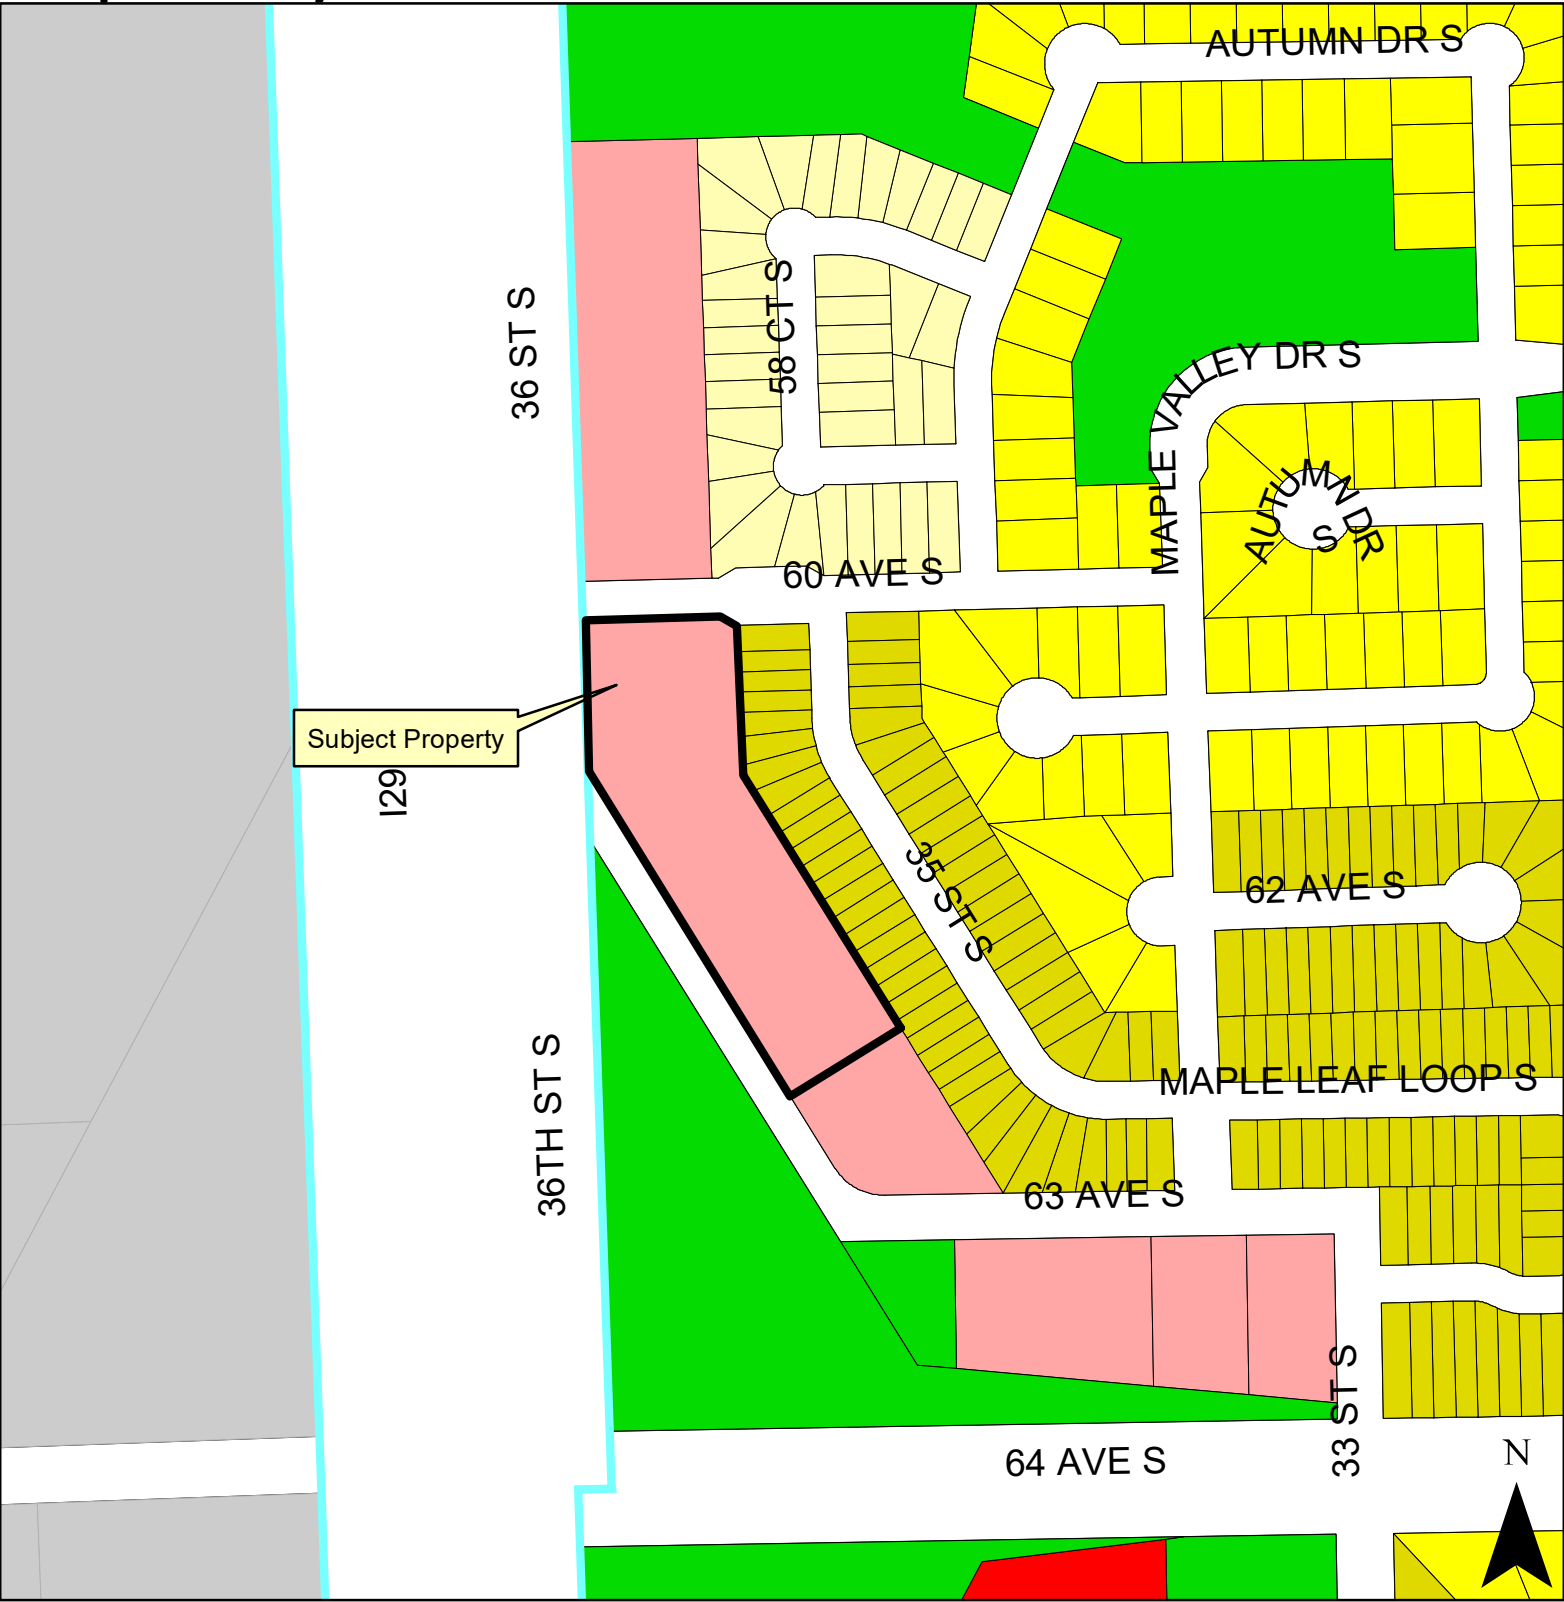 AUTUMN DR S
36 ST S
58 CT S
MAPLE VALLEY DR S
AUTUMN DR
S
60 AVE S
Subject Property
I29
35 ST S
62 AVE S
MAPLE LEAF LOOP S
36TH ST S
63 AVE S
33 ST S
64 AVE S
N